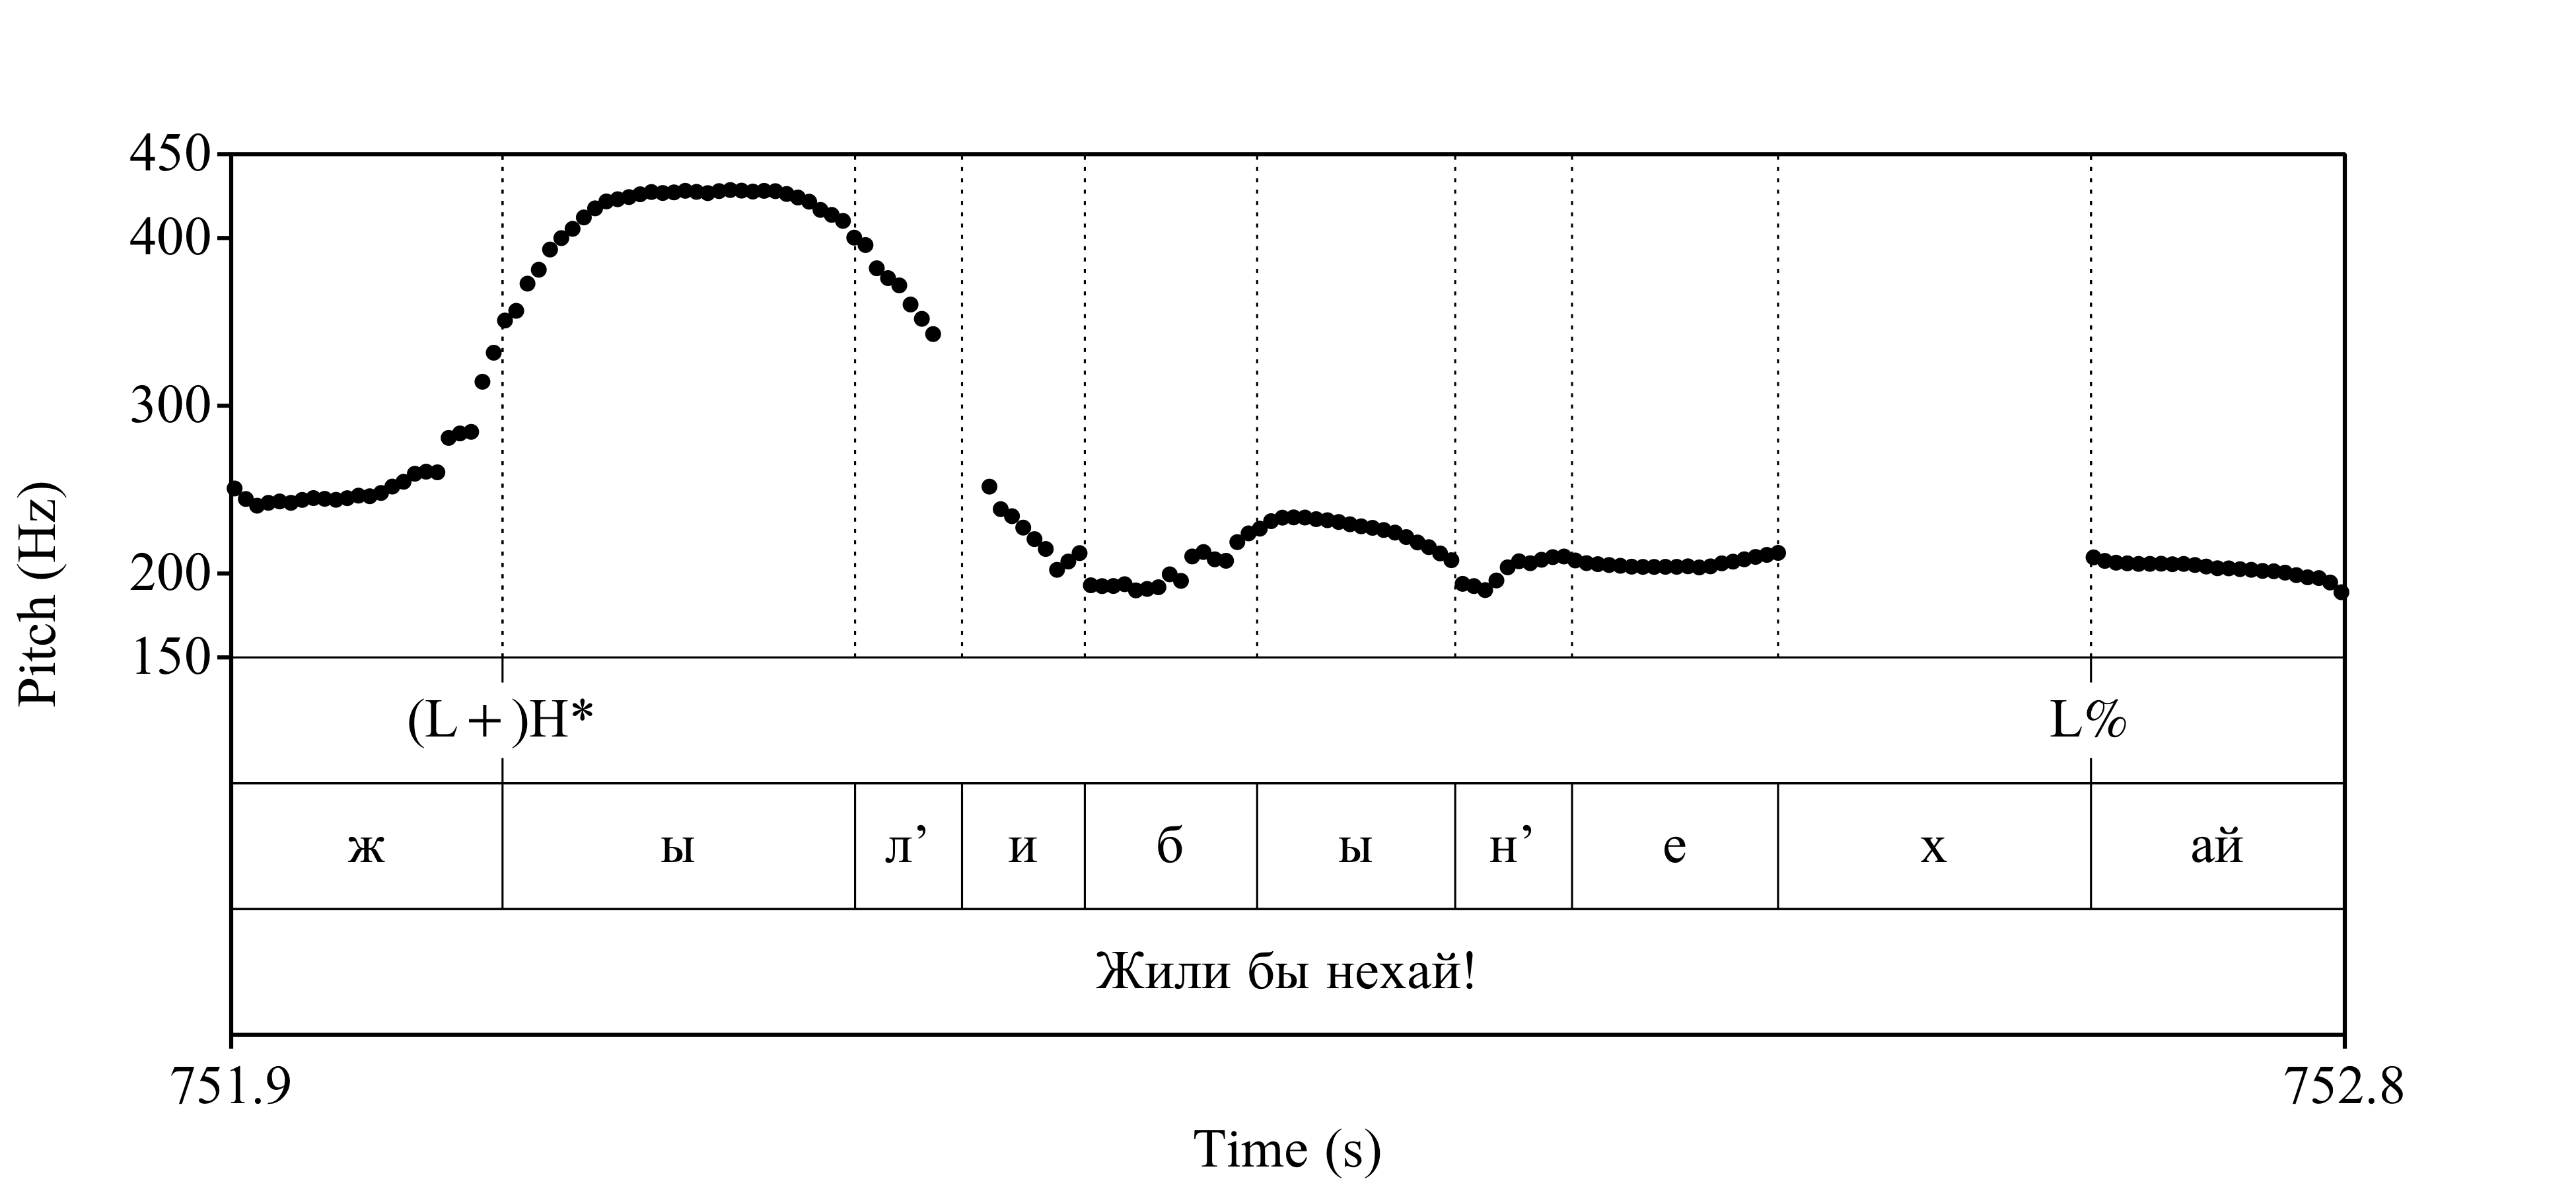 450
400
300
200
150
Pitch (Hz)
(L+)H* L%
ж ы л’ и б ы н’ е х ай
Жили бы нехай!
751.9 752.8
Time (s)